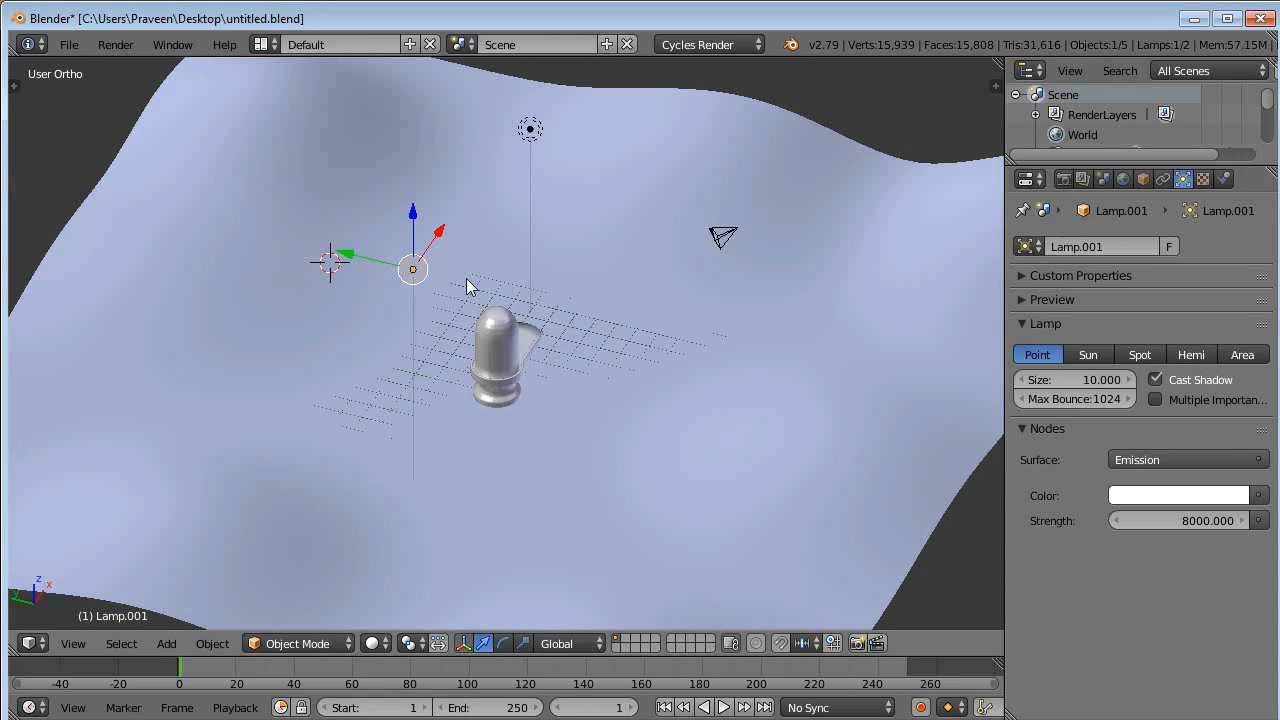 Blender* [C:\Users\Praveen\Desktop\untitled.blend]
File Render Window Help Default Scene Cycles Render v2.79 | Verts:15,939 | Faces:15,808 | Tris:31,616 | Objects:1/5 | Lamps:1/2 | Mem:57.15M |
User Ortho
View Search All Scenes
Scene
RenderLayers |
World
Lamp.001 Lamp.001
Lamp.001 F
Custom Properties
Preview
Lamp
Point Sun Spot Hemi Area
Size: 10.000 Cast Shadow
Max Bounce:1024 Multiple Importan...
Nodes
Surface: Emission
Color:
Strength: 8000.000
z
x
y
(1) Lamp.001
View Select Add Object Object Mode Global
-40 -20 0 20 40 60 80 100 120 140 160 180 200 220 240 260
View Marker Frame Playback Start: 1 End: 250 1 No Sync